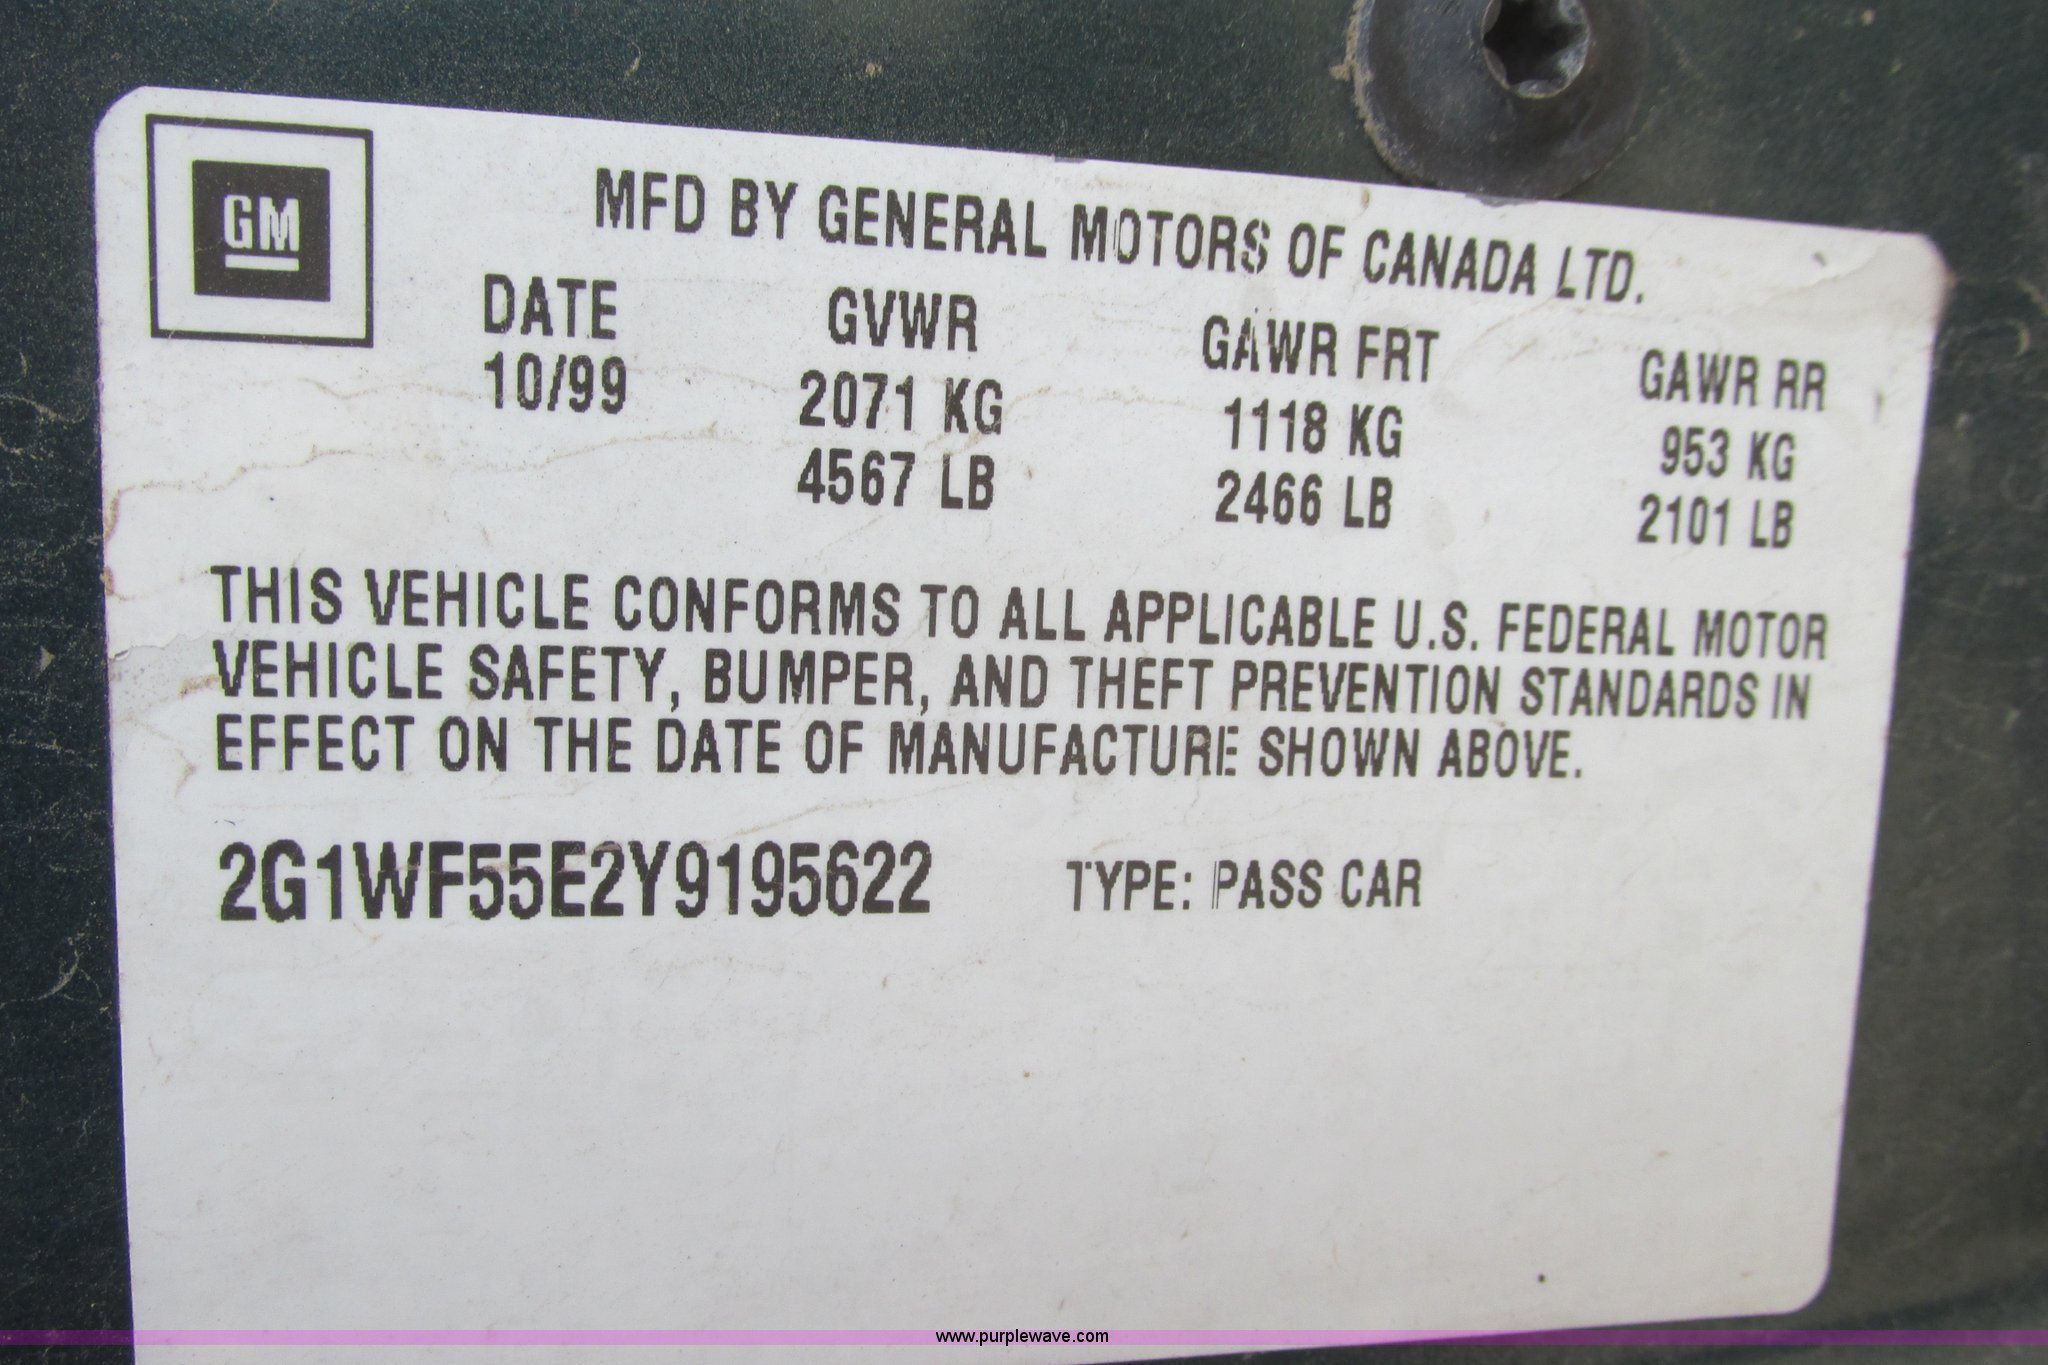 GM
MFD BY GENERAL MOTORS OF CANADA LTD.
DATE GVWR GAWR FRT GAWR RR
10/99 2071 KG 1118 KG 953 KG
4567 LB 2466 LB 2101 LB
THIS VEHICLE CONFORMS TO ALL APPLICABLE U.S. FEDERAL MOTOR
VEHICLE SAFETY, BUMPER, AND THEFT PREVENTION STANDARDS IN
EFFECT ON THE DATE OF MANUFACTURE SHOWN ABOVE.
2G1WF55E2Y9195622 TYPE: PASS CAR
www.purplewave.com